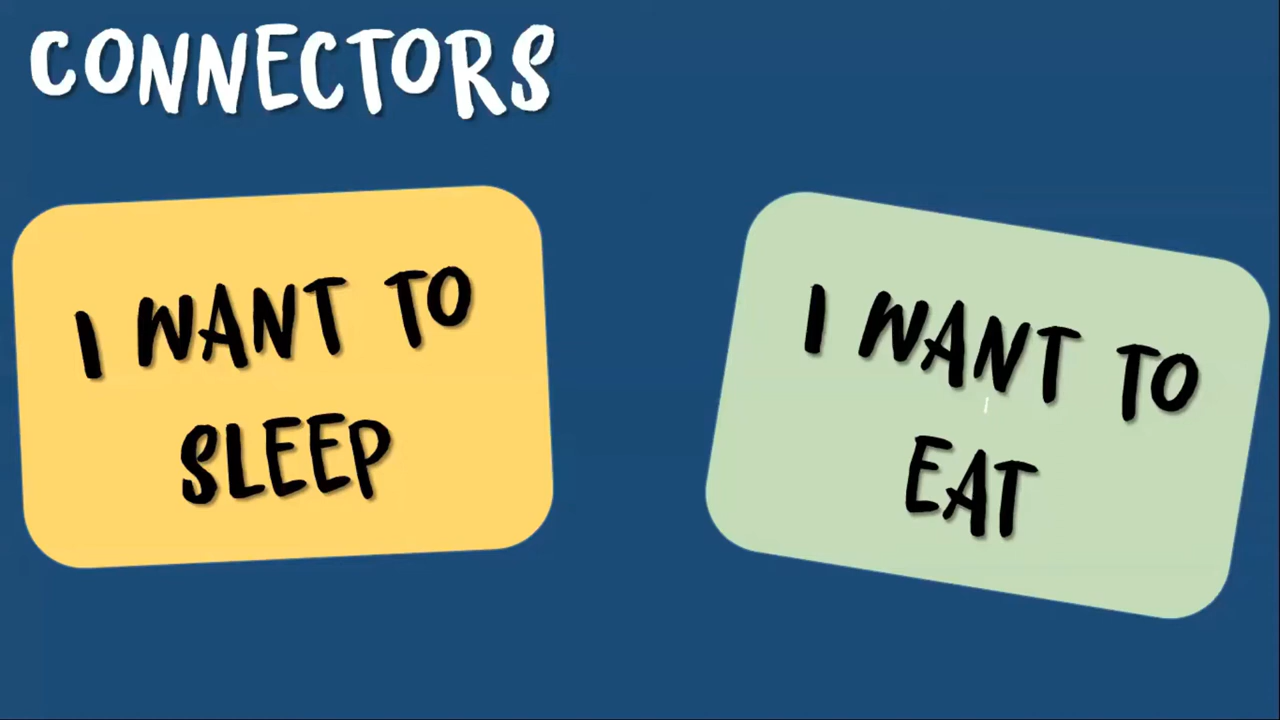 CONNECTORS
I WANT TO
SLEEP
I WANT TO
EAT